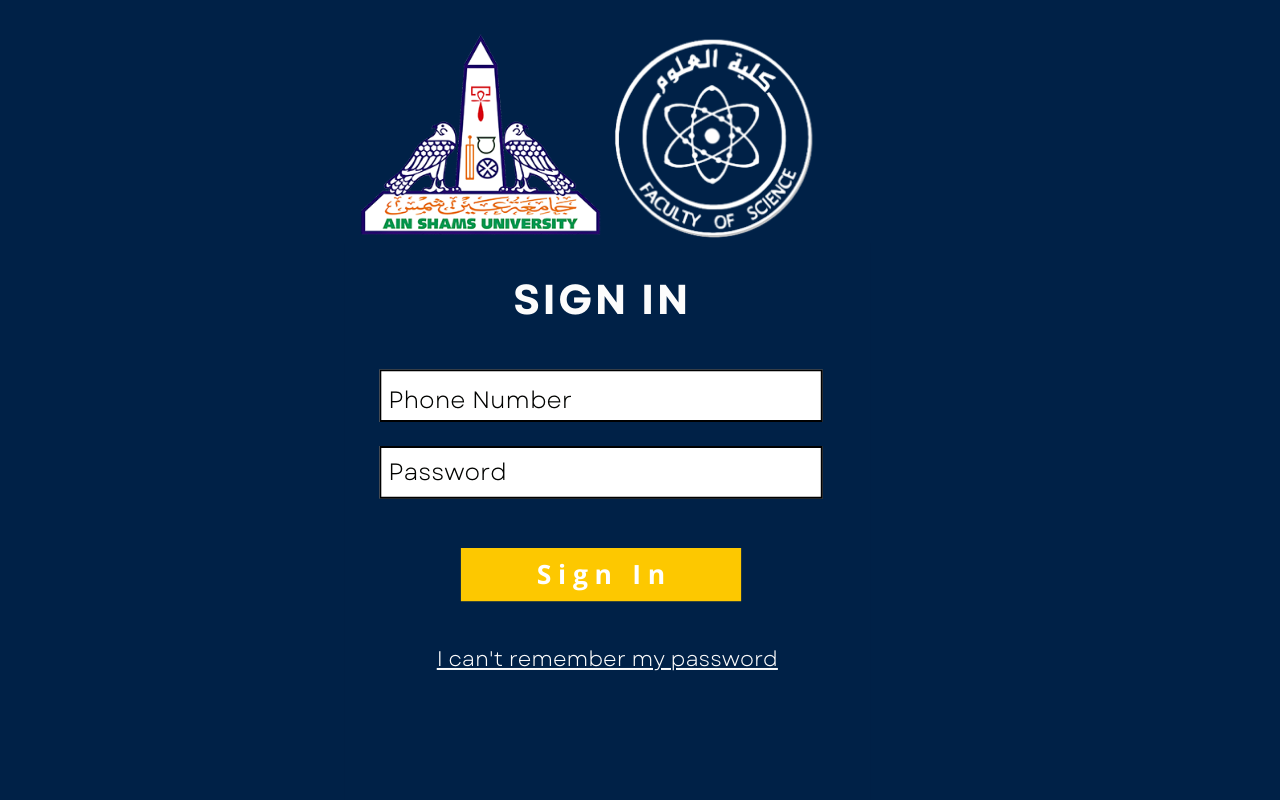 كلية العلوم
FACULTY OF SCIENCE
جامعة عين شمس
AIN SHAMS UNIVERSITY
SIGN IN
Phone Number
Password
Sign In
I can't remember my password